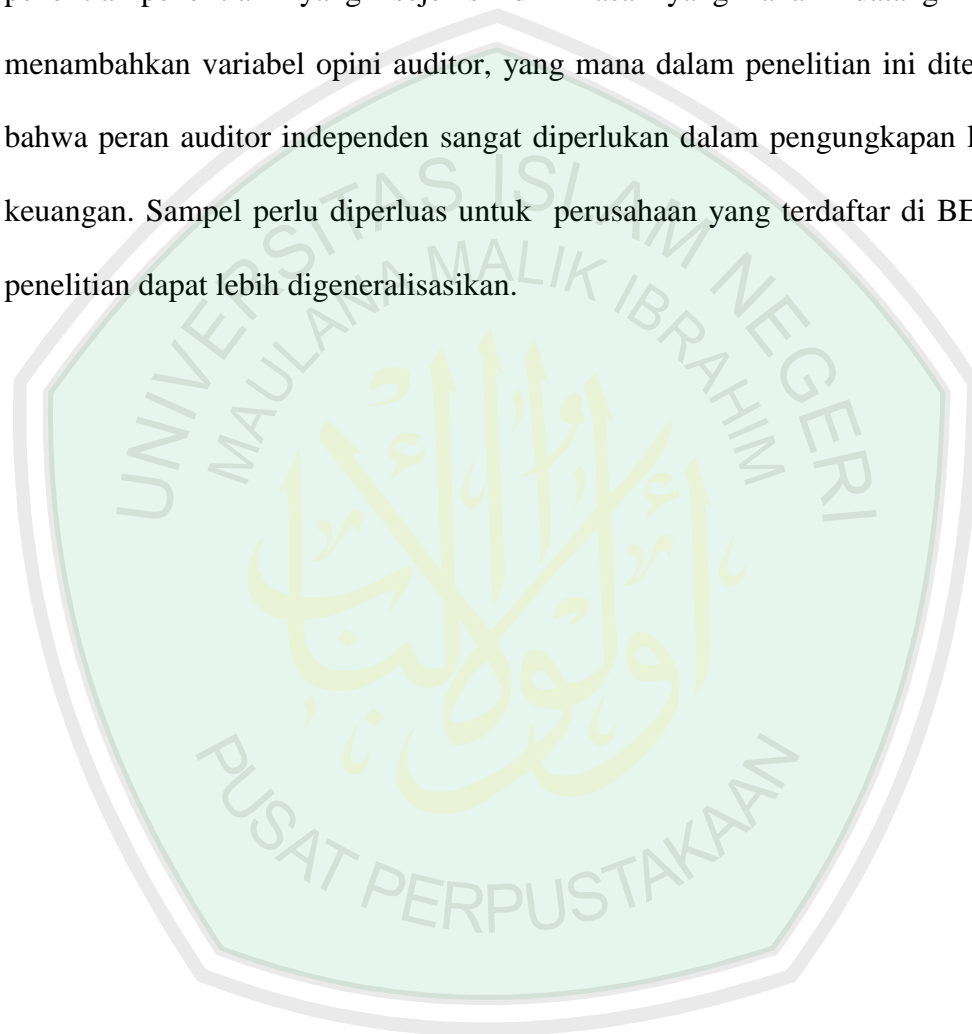 menambahkan variabel opini auditor, yang mana dalam penelitian ini dite
bahwa peran auditor independen sangat diperlukan dalam pengungkapan l
keuangan. Sampel perlu diperluas untuk perusahaan yang terdaftar di BE
penelitian dapat lebih digeneralisasikan.
UNIVERSITAS ISLAM NEGERI
MAULANA MALIK IBRAHIM
أولو الألباب
PUSAT PERPUSTAKAAN